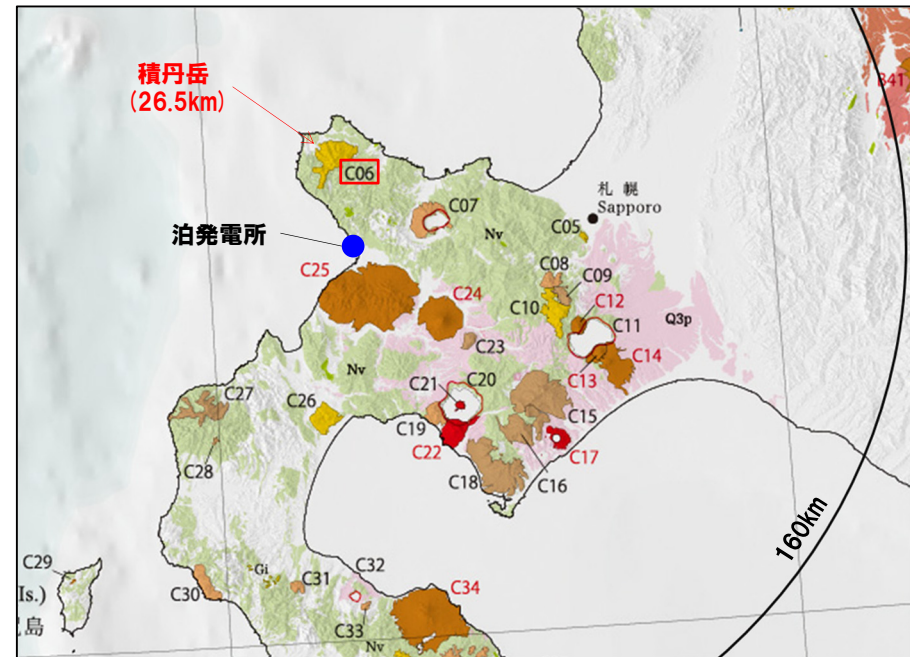 積丹岳
(26.5km)
B41
C06
札 幌
Sapporo
C07
C05
泊発電所
Nv
C25
C08
C09
C24
C10
C12
C11
Q3p
C23
C14
C13
Nv
C21
C20
C27
C26
C15
C19
C22
C17
C28
C18
C16
160km
C29
C32
Gi
C31
C34
Is.)
C30
島
C33
Nv